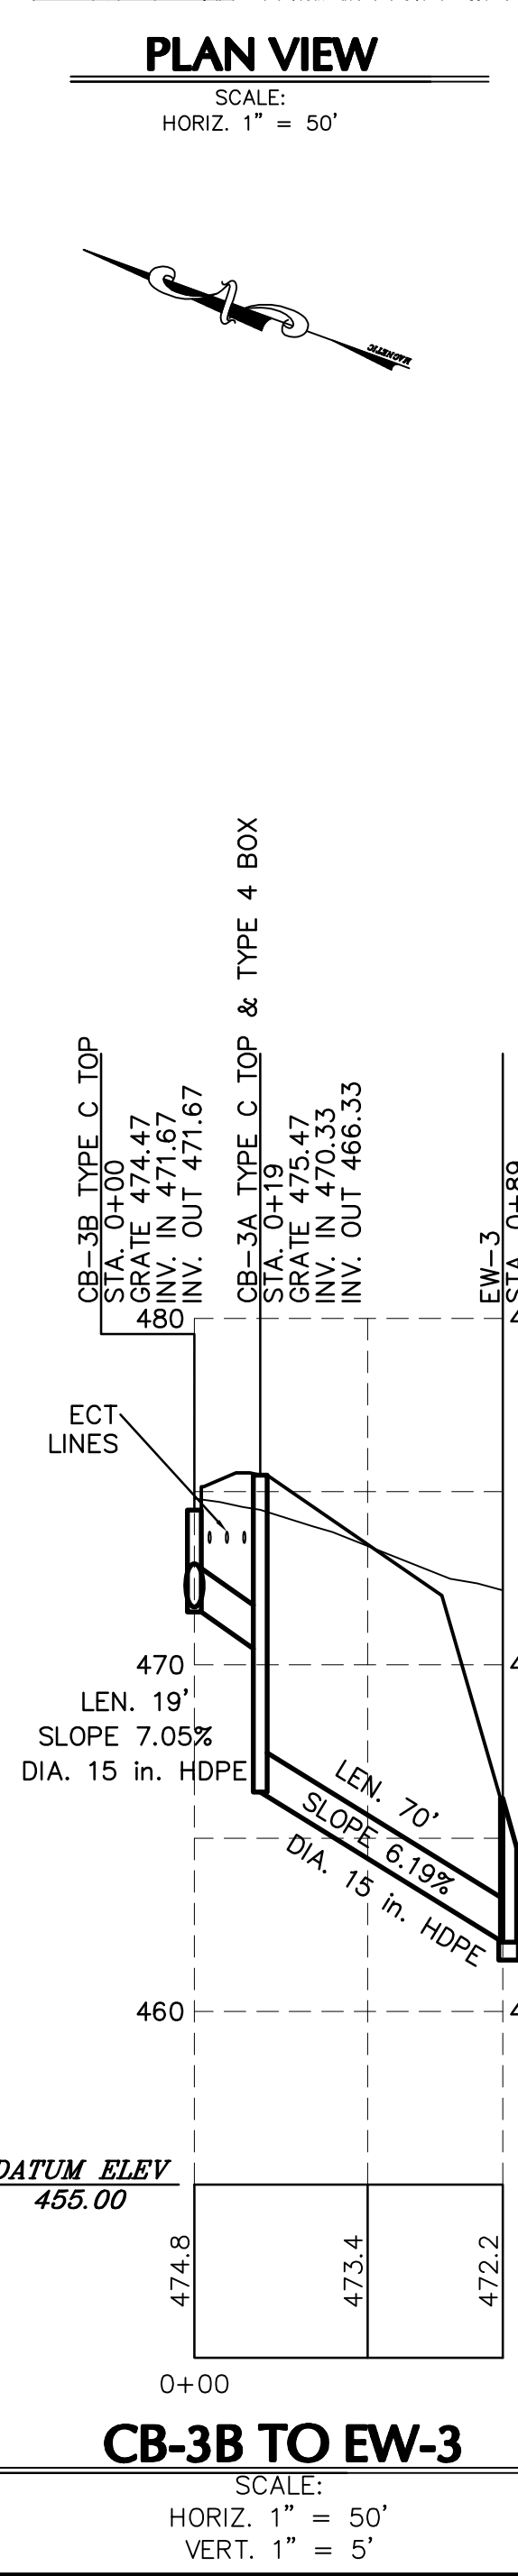 PLAN VIEW
SCALE:
HORIZ. 1" = 50'
MAGNETIC
CB-3B TYPE C TOP
STA. 0+00
GRATE 474.47
INV. IN 471.67
INV. OUT 471.67
CB-3A TYPE C TOP & TYPE 4 BOX
STA. 0+19
GRATE 475.47
INV. IN 470.33
INV. OUT 466.33
EW-3
STA. 0+89
480
ECT
LINES
470
LEN. 19'
SLOPE 7.05%
DIA. 15 in. HDPE
LEN. 70'
SLOPE 6.19%
DIA. 15 in. HDPE
460
DATUM ELEV
455.00
474.8
473.4
472.2
0+00
CB-3B TO EW-3
SCALE:
HORIZ. 1" = 50'
VERT. 1" = 5'